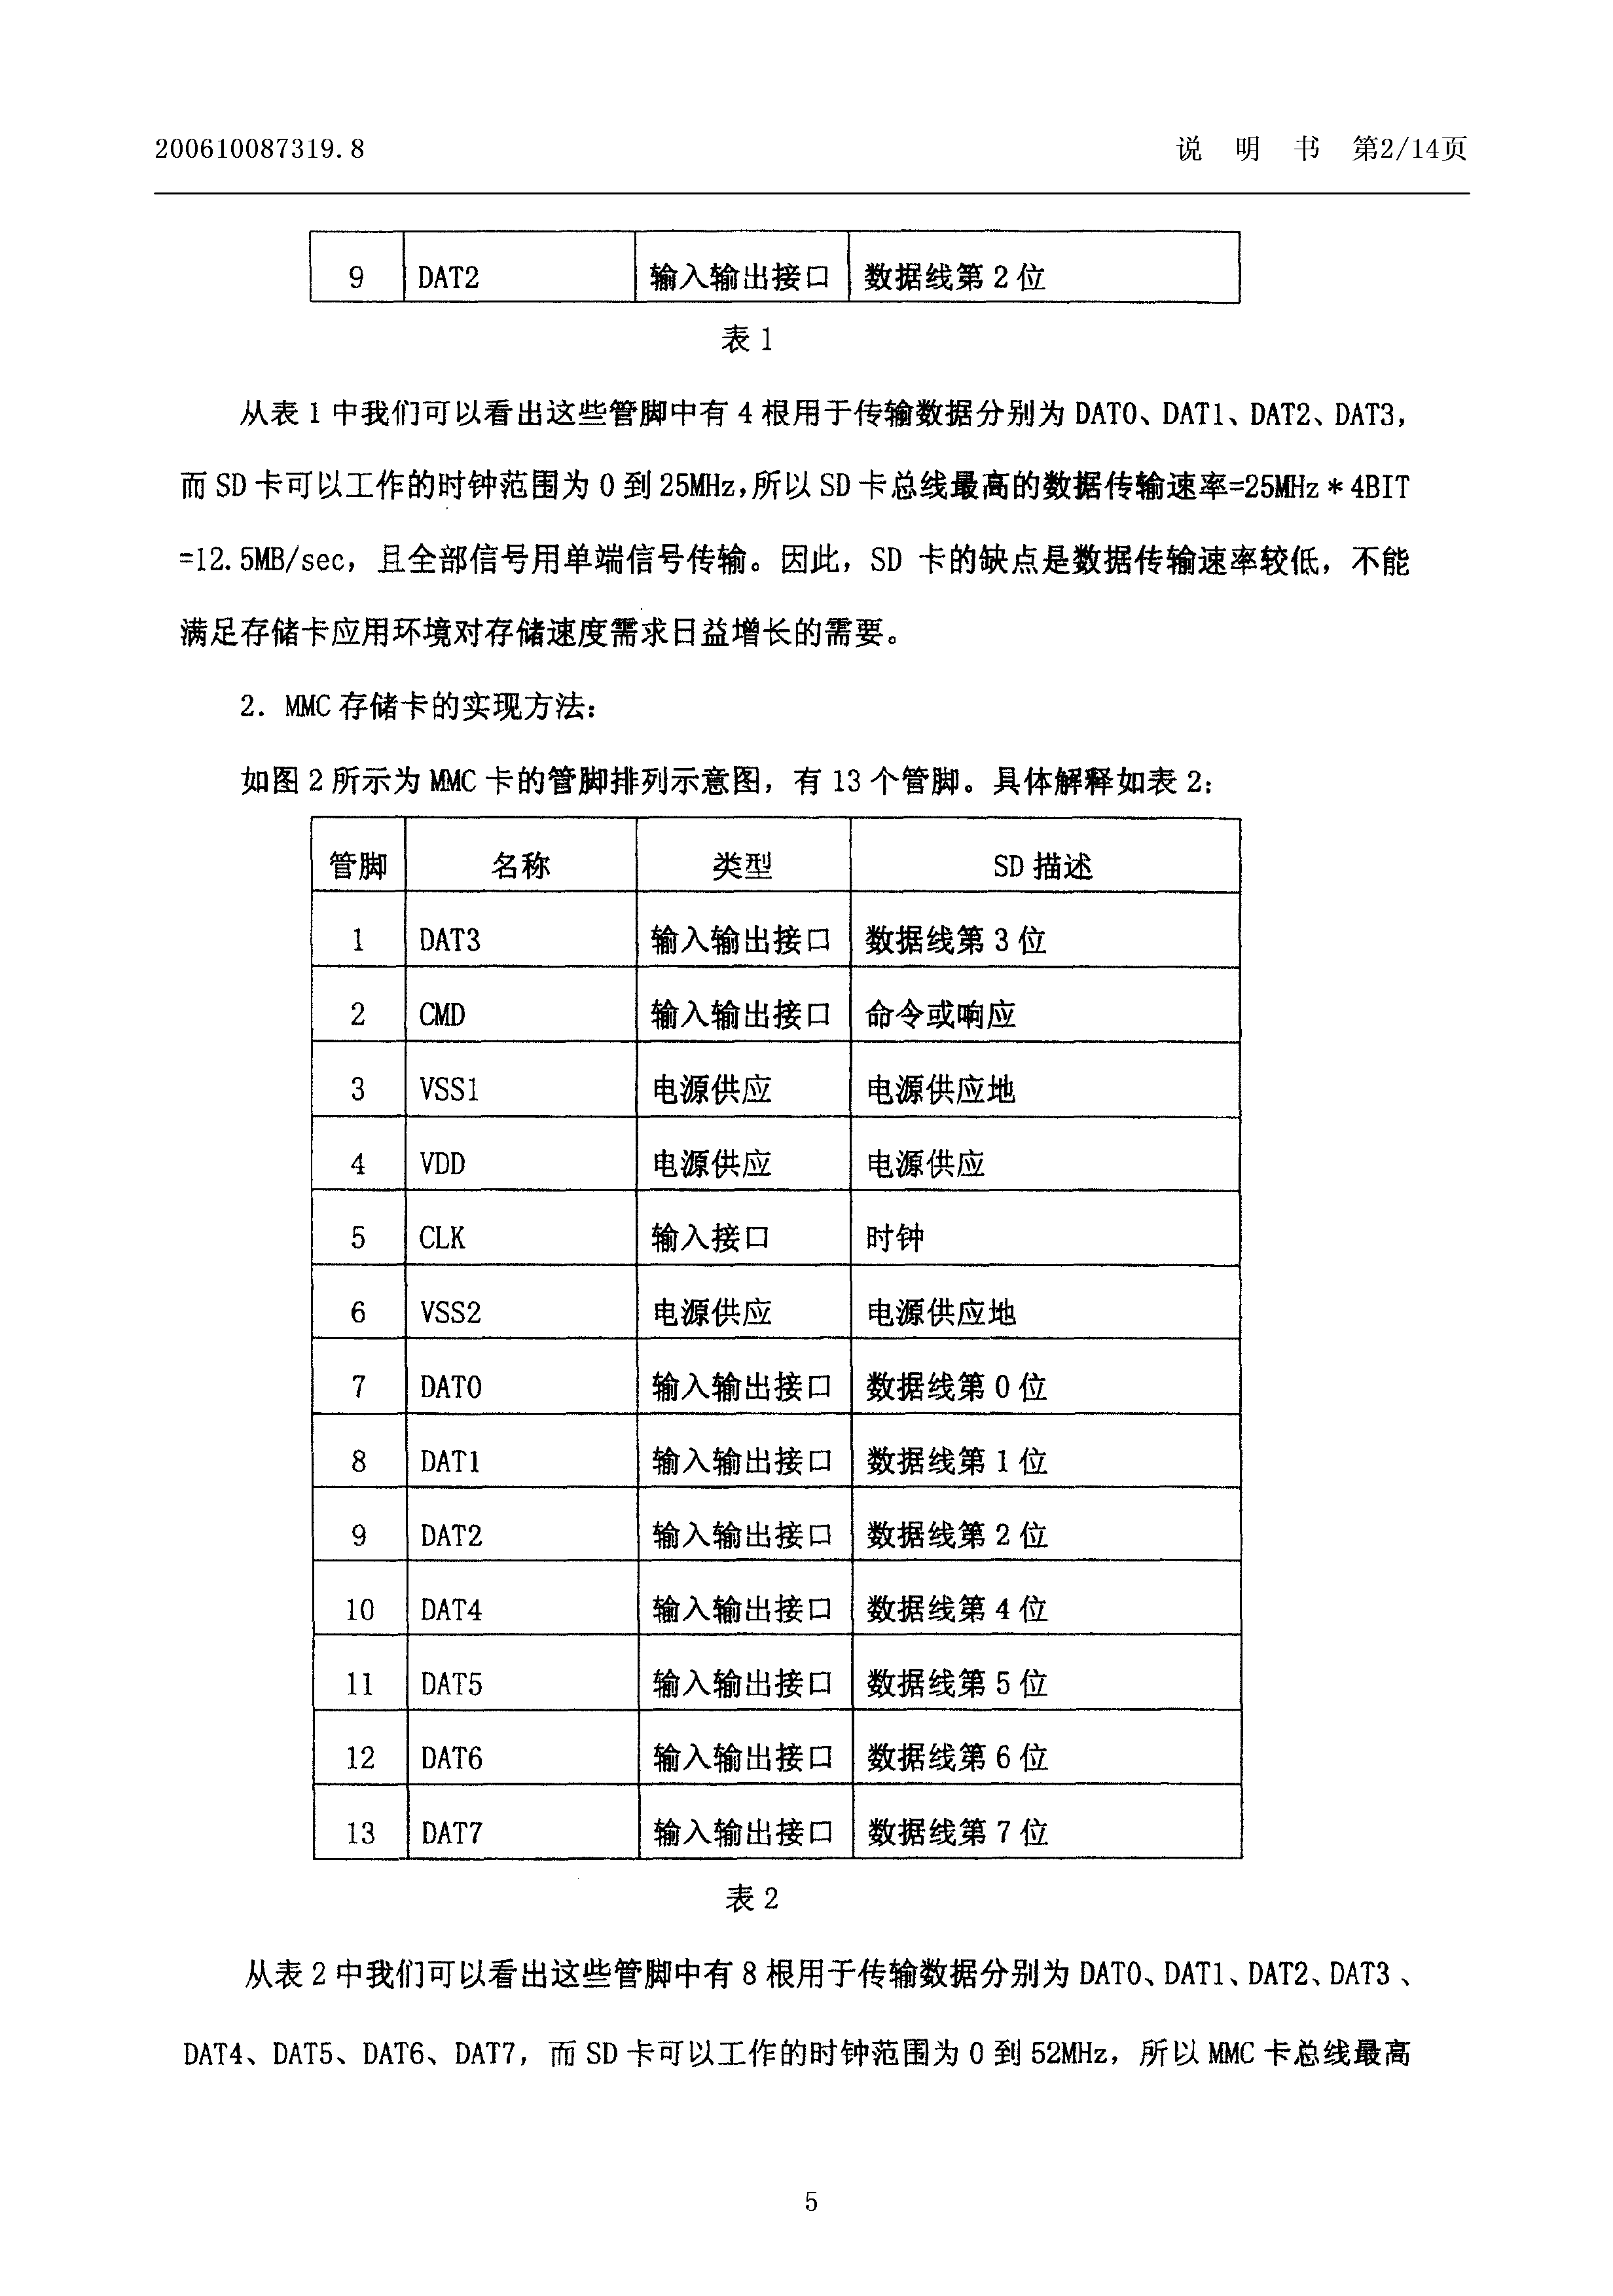 200610087319.8 说 明 书 第2/14页
9 DAT2 输入输出接口 数据线第 2 位
表 1
从表 1 中我们可以看出这些管脚中有 4 根用于传输数据分别为 DAT0、DAT1、DAT2、DAT3，
而 SD 卡可以工作的时钟范围为 0 到 25MHz，所以 SD 卡总线最高的数据传输速率=25MHz * 4BIT
=12.5MB/sec，且全部信号用单端信号传输。因此，SD 卡的缺点是数据传输速率较低，不能
满足存储卡应用环境对存储速度需求日益增长的需要。
2. MMC 存储卡的实现方法：
如图 2 所示为 MMC 卡的管脚排列示意图，有 13 个管脚。具体解释如表 2：
管脚 名称 类型 SD 描述
1 DAT3 输入输出接口 数据线第 3 位
2 CMD 输入输出接口 命令或响应
3 VSS1 电源供应 电源供应地
4 VDD 电源供应 电源供应
5 CLK 输入接口 时钟
6 VSS2 电源供应 电源供应地
7 DAT0 输入输出接口 数据线第 0 位
8 DAT1 输入输出接口 数据线第 1 位
9 DAT2 输入输出接口 数据线第 2 位
10 DAT4 输入输出接口 数据线第 4 位
11 DAT5 输入输出接口 数据线第 5 位
12 DAT6 输入输出接口 数据线第 6 位
13 DAT7 输入输出接口 数据线第 7 位
表 2
从表 2 中我们可以看出这些管脚中有 8 根用于传输数据分别为 DAT0、DAT1、DAT2、DAT3、
DAT4、DAT5、DAT6、DAT7，而 SD 卡可以工作的时钟范围为 0 到 52MHz，所以 MMC 卡总线最高
5